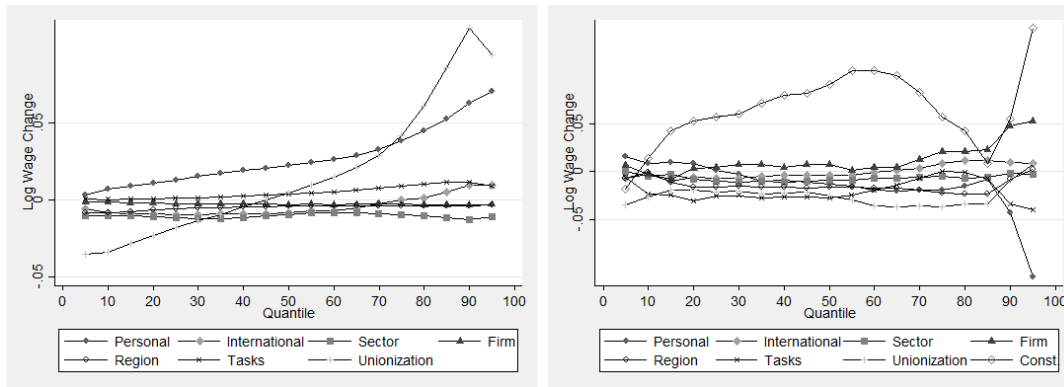 Log Wage Change
.05
0
-.05
0 10 20 30 40 50 60 70 80 90 100
Quantile
Personal International Sector Firm
Region Tasks Unionization
Log Wage Change
.05
0
-.05
0 10 20 30 40 50 60 70 80 90 100
Quantile
Personal International Sector Firm
Region Tasks Unionization Const.